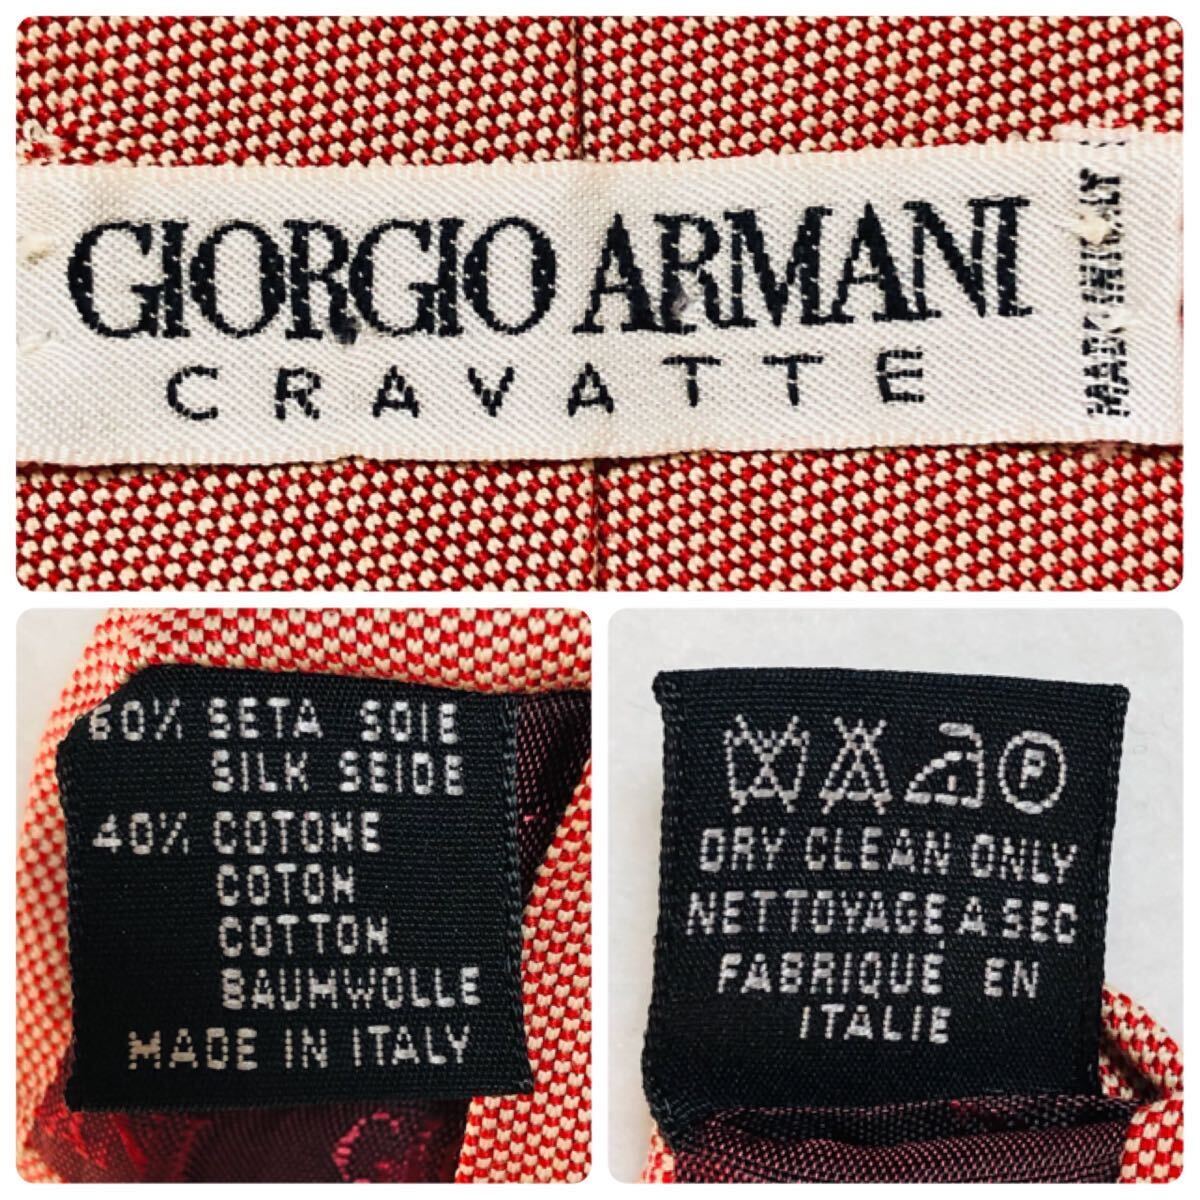 GIORGIO ARMANI
CRAVATTE
MADE IN ITALY
60% SETA SOIE
SILK SEIDE
40% COTONE
COTON
COTTON
BAUMWOLLE
MADE IN ITALY
P
DRY CLEAN ONLY
NETTOYAGE A SEC
FABRIQUÉ EN
ITALIE